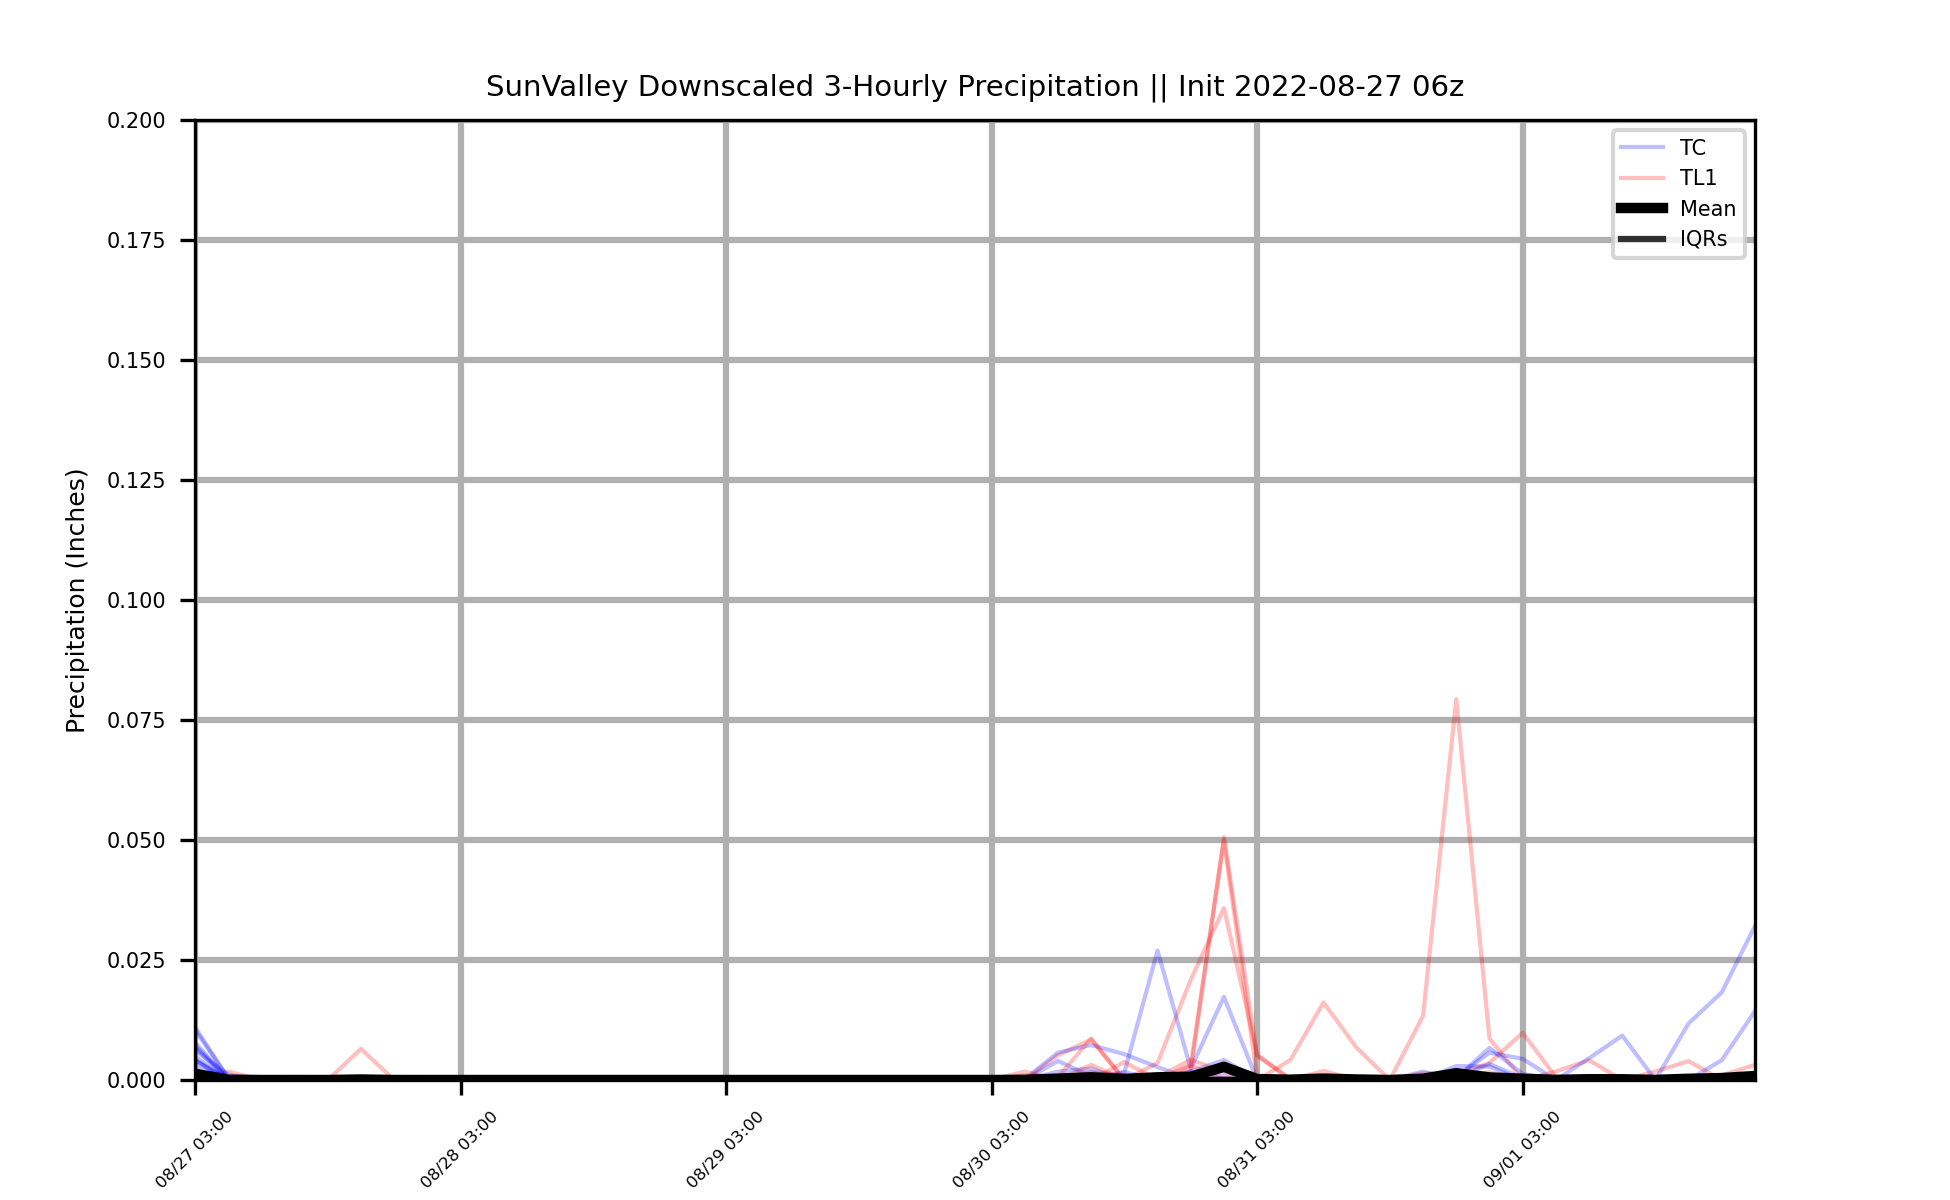 SunValley Downscaled 3-Hourly Precipitation || Init 2022-08-27 06z
0.200
0.175
0.150
0.125
0.100
0.075
0.050
0.025
0.000
Precipitation (Inches)
TC
TL1
Mean
IQRs
08/27 03:00
08/28 03:00
08/29 03:00
08/30 03:00
08/31 03:00
09/01 03:00